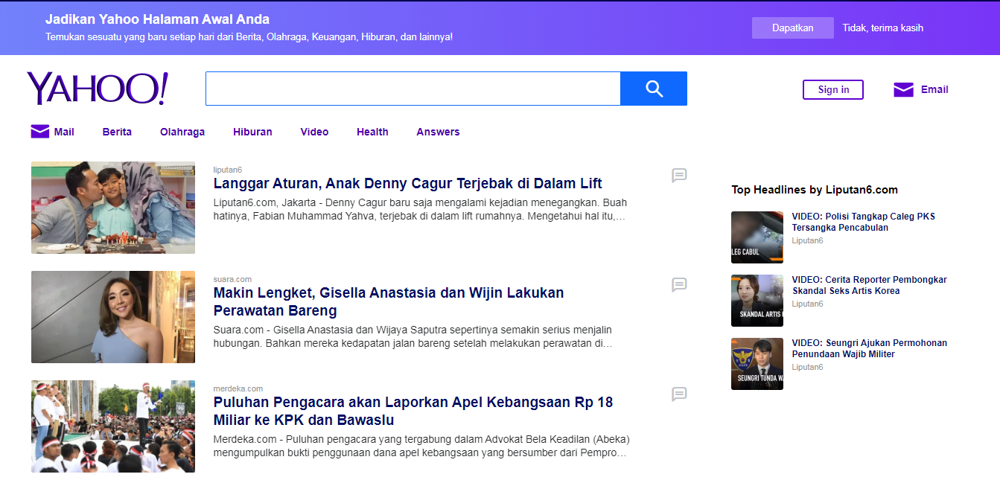 Jadikan Yahoo Halaman Awal Anda
Temukan sesuatu yang baru setiap hari dari Berita, Olahraga, Keuangan, Hiburan, dan lainnya!
Dapatkan
Tidak, terima kasih
YAHOO!
Sign in
Email
Mail
Berita
Olahraga
Hiburan
Video
Health
Answers
liputan6
Langgar Aturan, Anak Denny Cagur Terjebak di Dalam Lift
Liputan6.com, Jakarta - Denny Cagur baru saja mengalami kejadian menegangkan. Buah
hatinya, Fabian Muhammad Yahva, terjebak di dalam lift rumahnya. Mengetahui hal itu,...
suara.com
Makin Lengket, Gisella Anastasia dan Wijin Lakukan
Perawatan Bareng
Suara.com - Gisella Anastasia dan Wijaya Saputra sepertinya semakin serius menjalin
hubungan. Bahkan mereka kedapatan jalan bareng setelah melakukan perawatan di...
merdeka.com
Puluhan Pengacara akan Laporkan Apel Kebangsaan Rp 18
Miliar ke KPK dan Bawaslu
Merdeka.com - Puluhan pengacara yang tergabung dalam Advokat Bela Keadilan (Abeka)
mengumpulkan bukti penggunaan dana apel kebangsaan yang bersumber dari Pempro...
Top Headlines by Liputan6.com
LEG CABUL
VIDEO: Polisi Tangkap Caleg PKS
Tersangka Pencabulan
Liputan6
SKANDAL ARTIS
VIDEO: Cerita Reporter Pembongkar
Skandal Seks Artis Korea
Liputan6
POLICE
SEUNGRI TUNDA W
VIDEO: Seungri Ajukan Permohonan
Penundaan Wajib Militer
Liputan6